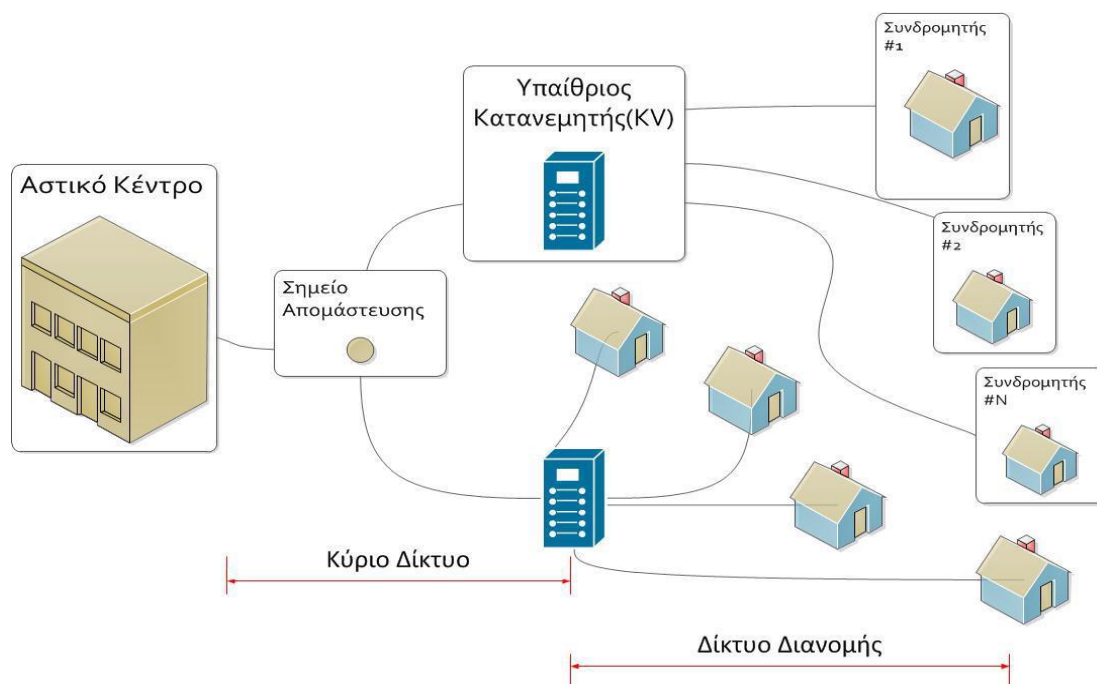 Συνδρομητής
#1
Υπαίθριος
Κατανεμητής(KV)
Αστικό Κέντρο
Συνδρομητής
#2
Σημείο
Απομάστευσης
Συνδρομητής
#N
Κύριο Δίκτυο
Δίκτυο Διανομής